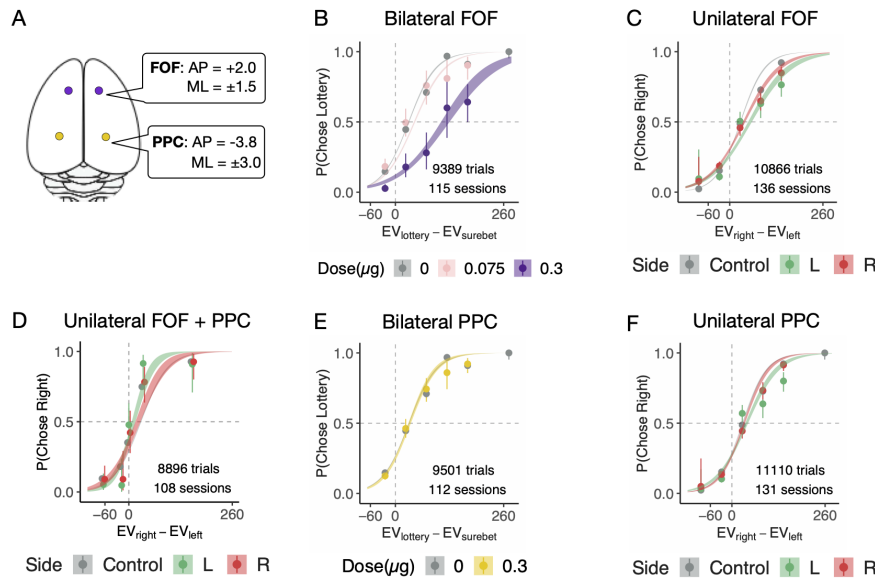 A
FOF: AP = +2.0
ML = ±1.5
PPC: AP = -3.8
ML = ±3.0
B
Bilateral FOF
P(Chose Lottery)
1.0
0.5
0.0
9389 trials
115 sessions
-60 0 260
EVlottery – EVsurebet
Dose(µg) 0 0.075 0.3
C
Unilateral FOF
P(Chose Right)
1.0
0.5
0.0
10866 trials
136 sessions
-60 0 260
EVright – EVleft
Side Control L R
D
Unilateral FOF + PPC
P(Chose Right)
1.0
0.5
0.0
8896 trials
108 sessions
-60 0 260
EVright – EVleft
Side Control L R
E
Bilateral PPC
P(Chose Lottery)
1.0
0.5
0.0
9501 trials
112 sessions
-60 0 260
EVlottery – EVsurebet
Dose(µg) 0 0.3
F
Unilateral PPC
P(Chose Right)
1.0
0.5
0.0
11110 trials
131 sessions
-60 0 260
EVright – EVleft
Side Control L R